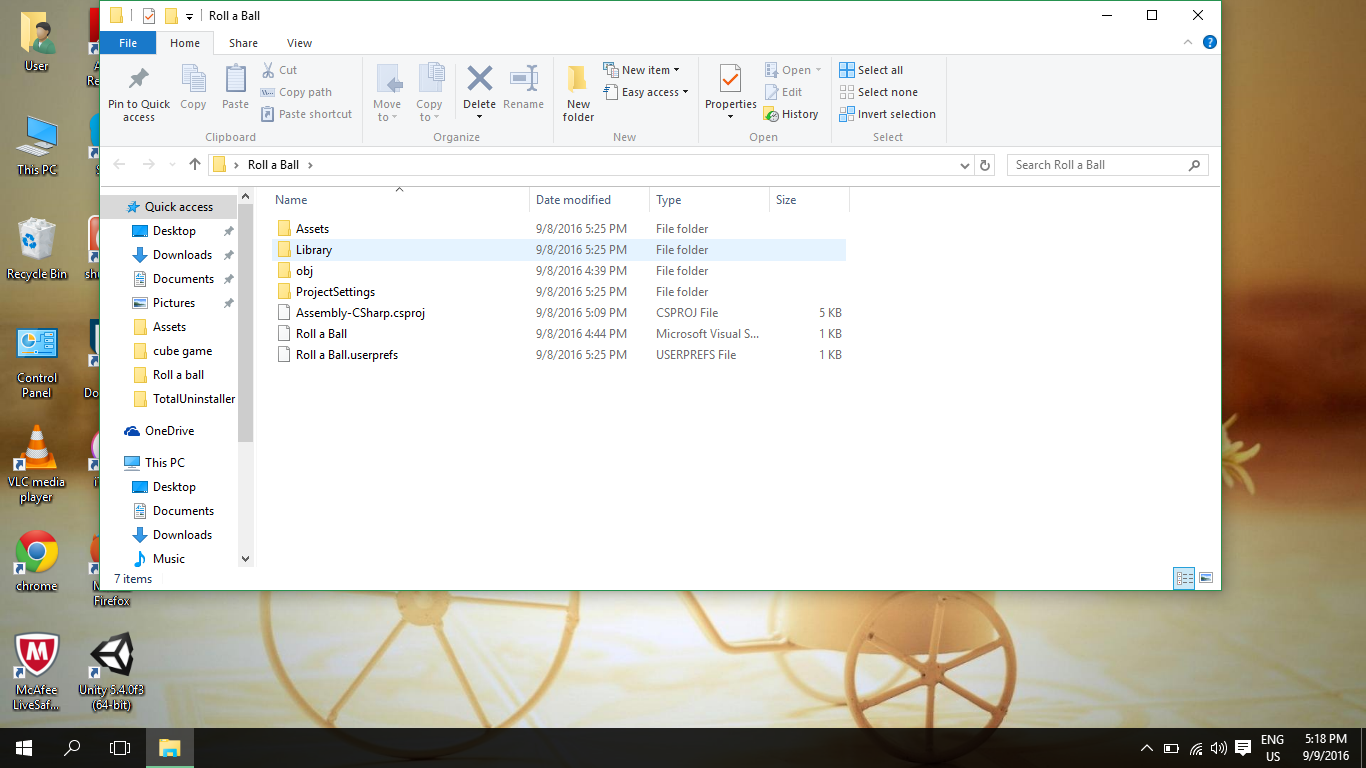 Roll a Ball
File Home Share View
Pin to Quick access
Copy
Paste
Cut
Copy path
Paste shortcut
Clipboard
Move to
Copy to
Delete
Rename
Organize
New folder
New item
Easy access
New
Properties
Open
Edit
History
Open
Select all
Select none
Invert selection
Select
Roll a Ball
Search Roll a Ball
Quick access
Desktop
Downloads
Documents
Pictures
Assets
cube game
Roll a ball
TotalUninstaller
OneDrive
This PC
Desktop
Documents
Downloads
Music
Name Date modified Type Size
Assets 9/8/2016 5:25 PM File folder
Library 9/8/2016 5:25 PM File folder
obj 9/8/2016 4:39 PM File folder
ProjectSettings 9/8/2016 5:25 PM File folder
Assembly-CSharp.csproj 9/8/2016 5:09 PM CSPROJ File 5 KB
Roll a Ball 9/8/2016 4:44 PM Microsoft Visual S... 1 KB
Roll a Ball.userprefs 9/8/2016 5:25 PM USERPREFS File 1 KB
7 items
User
This PC
Recycle Bin
Control
Panel
VLC media
player
chrome
Firefox
McAfee
LiveSaf...
Unity 5.4.0f3
(64-bit)
ENG
US
5:18 PM
9/9/2016